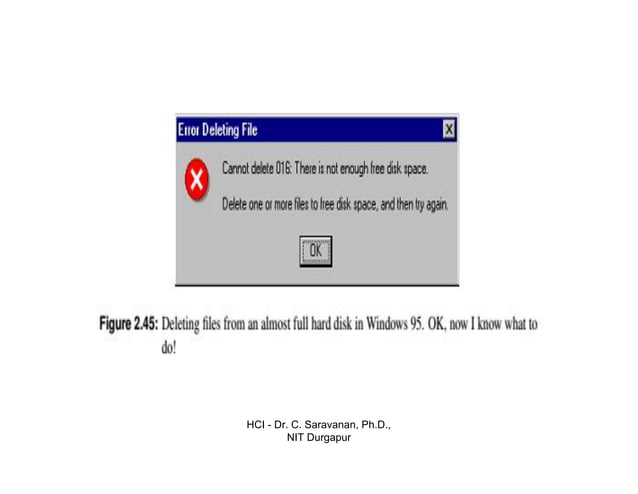 Error Deleting File
Cannot delete 016: There is not enough free disk space.
Delete one or more files to free disk space, and then try again.
OK
Figure 2.45: Deleting files from an almost full hard disk in Windows 95. OK, now I know what to
do!
HCI - Dr. C. Saravanan, Ph.D.,
NIT Durgapur